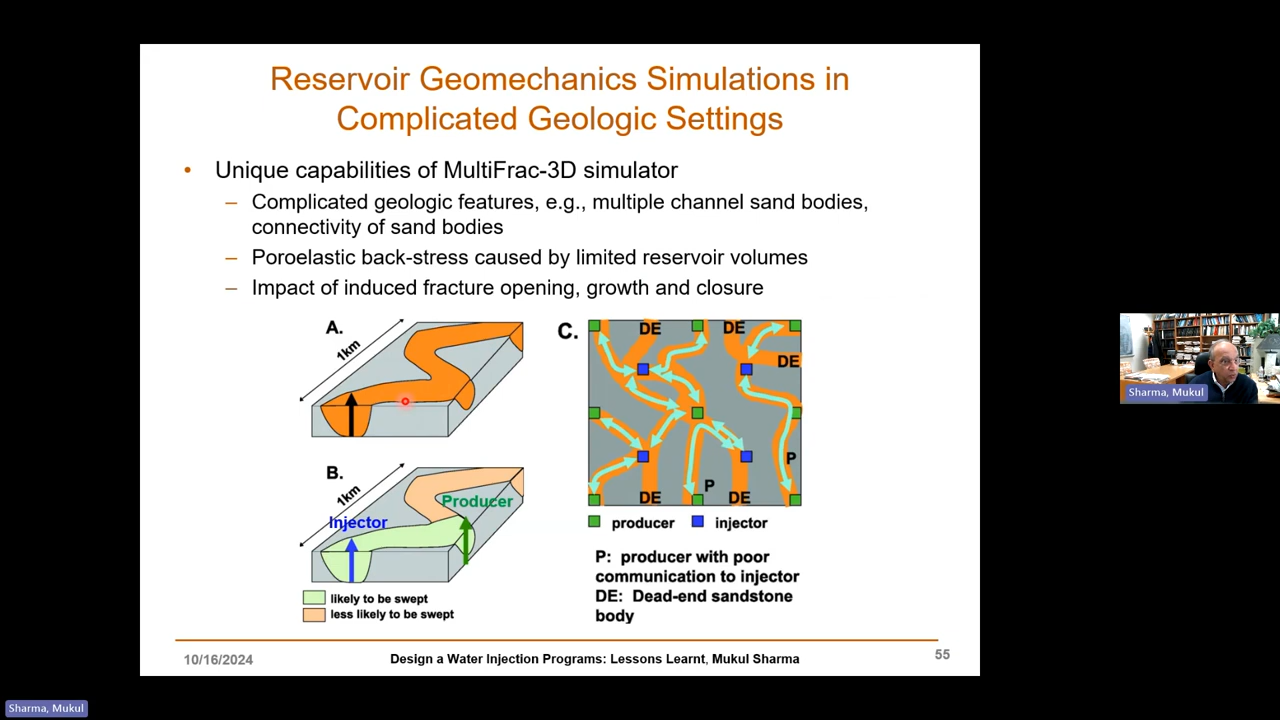 Reservoir Geomechanics Simulations in
Complicated Geologic Settings
• Unique capabilities of MultiFrac-3D simulator
– Complicated geologic features, e.g., multiple channel sand bodies,
connectivity of sand bodies
– Poroelastic back-stress caused by limited reservoir volumes
– Impact of induced fracture opening, growth and closure
A.
1km
B.
1km
Injector
Producer
likely to be swept
less likely to be swept
C.
DE
DE
DE
P
P
DE
DE
producer
injector
P: producer with poor
communication to injector
DE: Dead-end sandstone
body
10/16/2024
Design a Water Injection Programs: Lessons Learnt, Mukul Sharma
55
Sharma, Mukul
Sharma, Mukul